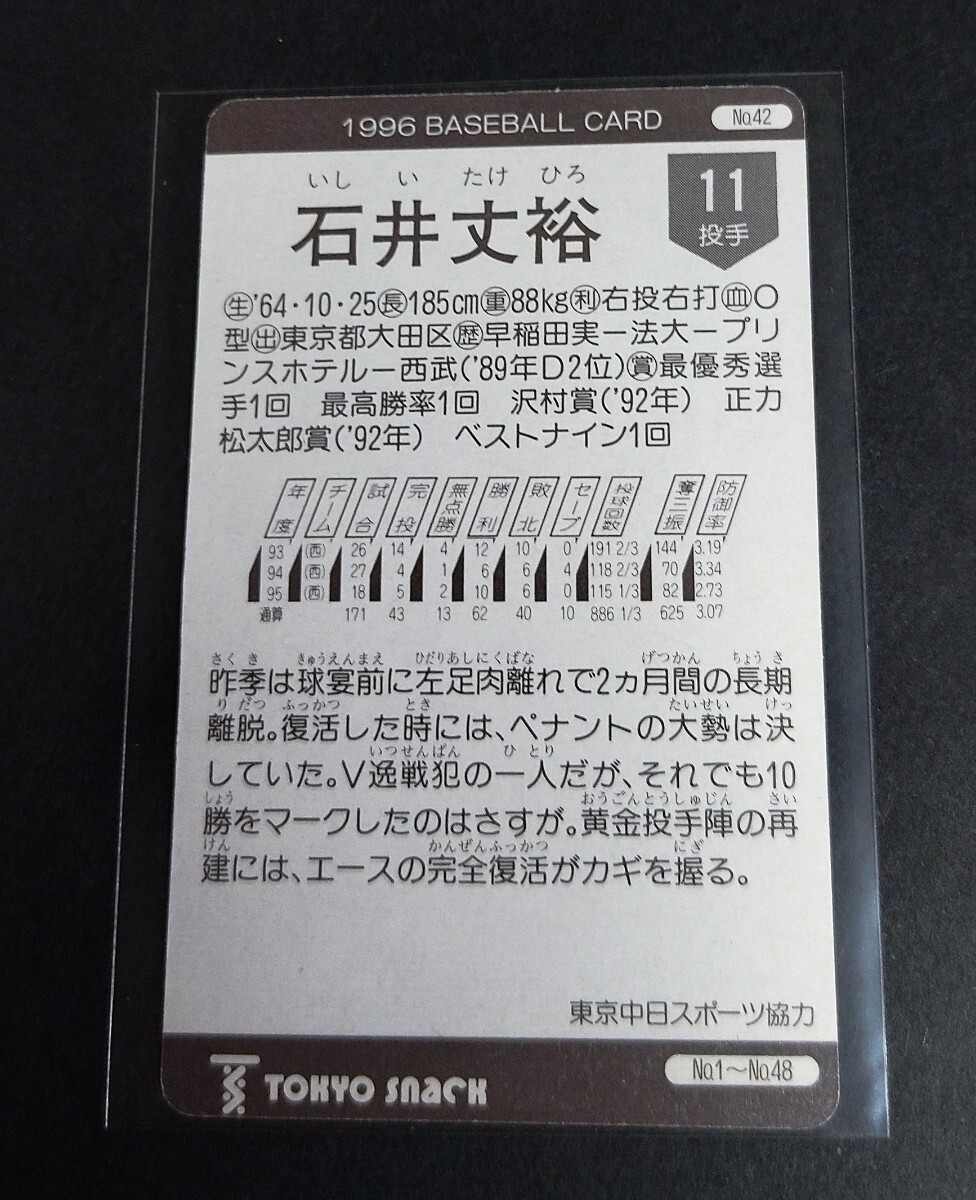 1996 BASEBALL CARD
No.42
いし い たけ ひろ
石井丈裕
11
投手
㊤'64・10・25㊤185cm㊤88kg㊤右投右打㊤O
型㊤東京都大田区㊤早稲田実ー法大ープリ
ンスホテルー西武('89年D2位)㊤最優秀選
手1回 最高勝率1回 沢村賞('92年) 正力
松太郎賞('92年) ベストナイン1回
年度 チーム 試合 完投 無点勝 勝利 敗北 セーブ 投球回数 奪三振 防御率
93 (西) 26 14 4 12 10 0 191 2/3 144 3.19
94 (西) 27 4 1 6 6 4 118 2/3 70 3.34
95 (西) 18 5 2 10 6 0 115 1/3 82 2.73
通算 171 43 13 62 40 10 886 1/3 625 3.07
さくき きゅうえんまえ ひだりあしにくばな げつかん ちょうき
昨季は球宴前に左足肉離れで2ヵ月間の長期
りだつ ふっかつ とき たいせい けっ
離脱。復活した時には、ペナントの大勢は決
いつせんぱん ひとり
していた。V逸戦犯の一人だが、それでも10
しょう おうごんとうしゅじん さい
勝をマークしたのはさすが。黄金投手陣の再
けん かんぜんふっかつ にぎ
建には、エースの完全復活がカギを握る。
東京中日スポーツ協力
TOKYO SNACK
No.1〜No.48